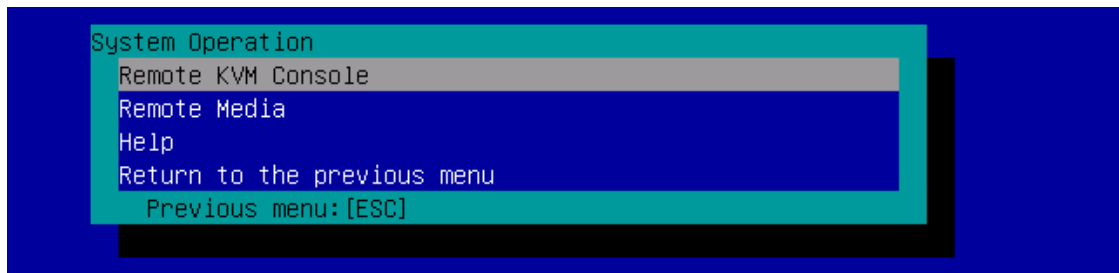 System Operation
Remote KVM Console
Remote Media
Help
Return to the previous menu
Previous menu:[ESC]